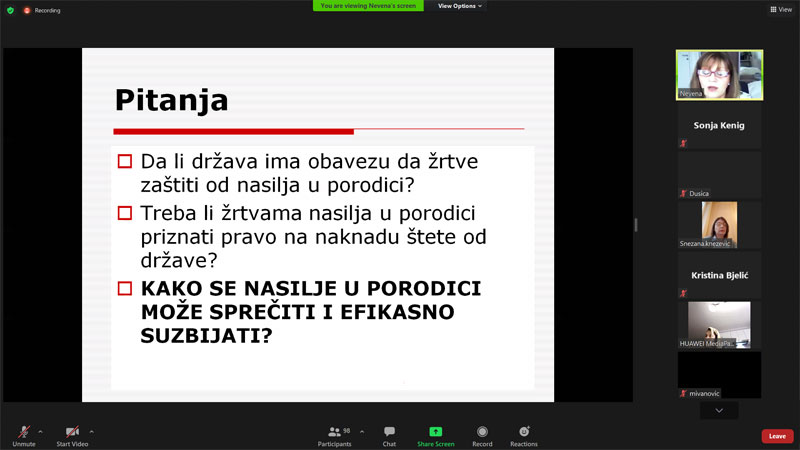 Recording
You are viewing Nevena's screen
View Options
View
Pitanja
Da li država ima obavezu da žrtve
zaštiti od nasilja u porodici?
Treba li žrtvama nasilja u porodici
priznati pravo na naknadu štete od
države?
KAKO SE NASILJE U PORODICI
MOŽE SPREČITI I EFIKASNO
SUZBIJATI?
Nevena
Sonja Kenig
Dusica
Snezana knezevic
Kristina Bjelić
HUAWEI MediaPa...
mivanovic
Unmute
Start Video
98
Participants
Chat
Share Screen
Record
Reactions
Leave